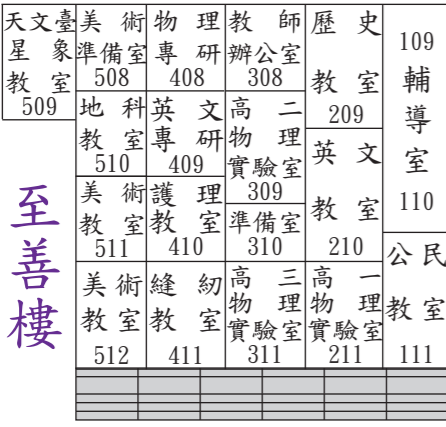 天文臺
星象
教室
509
美術
準備室
508
物理
專研
408
教師
辦公室
308
歷史
教室
209
109
輔
導
室
110
地科
教室
510
英文
專研
409
高二
物理
實驗室
309
英文
教室
210
美術
教室
511
護理
教室
410
準備室
310
公民
教室
111
美術
教室
512
縫紉
教室
411
高三
物理
實驗室
311
高一
物理
實驗室
211
至善樓